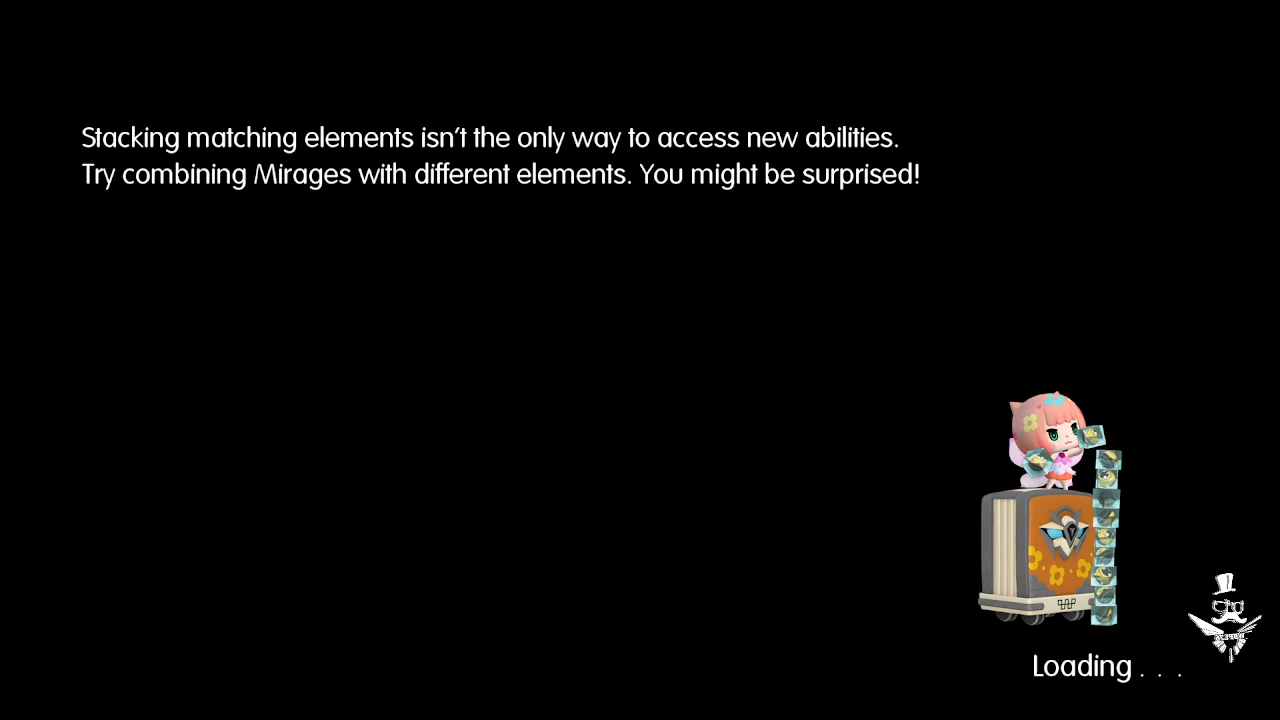 Stacking matching elements isn't the only way to access new abilities.
Try combining Mirages with different elements. You might be surprised!
Loading . . .